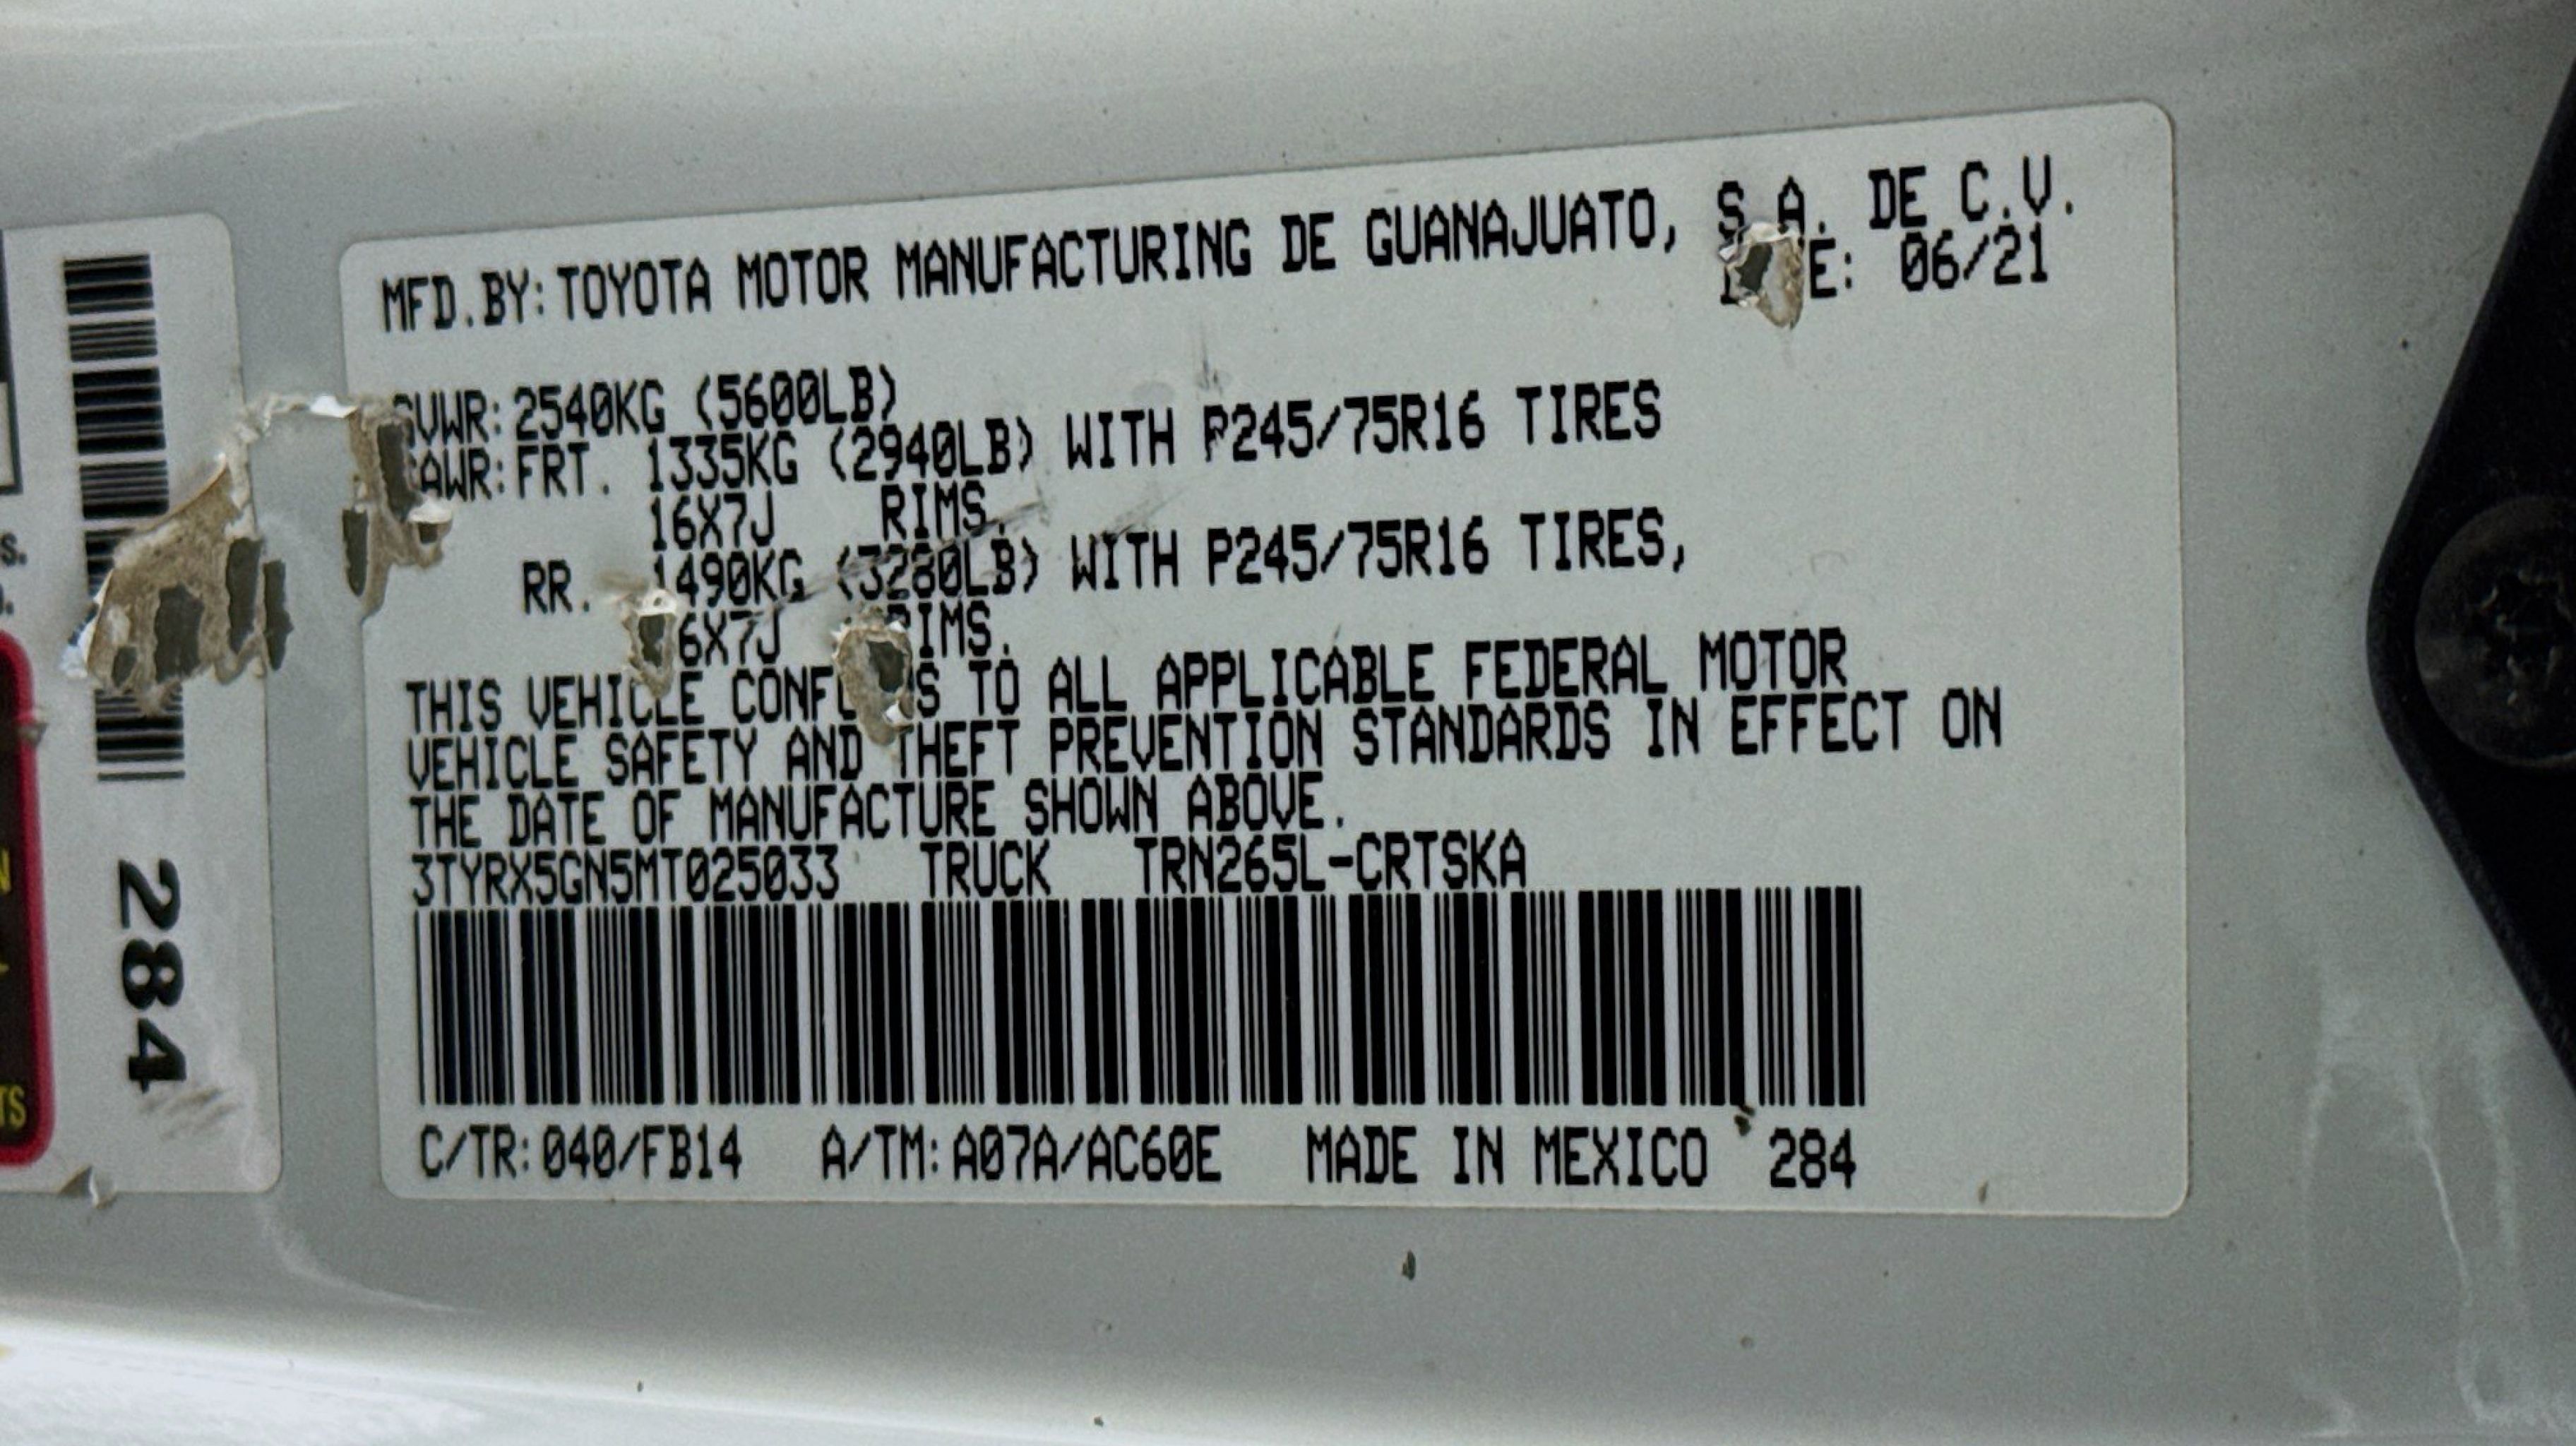 MFD.BY:TOYOTA MOTOR MANUFACTURING DE GUANAJUATO, S.A. DE C.V.
06/21
GVWR:2540KG (5600LB)
GAWR:FRT. 1335KG (2940LB) WITH P245/75R16 TIRES
16X7J RIMS.
RR. 1490KG (3280LB) WITH P245/75R16 TIRES,
6X7J RIMS.
THIS VEHICLE TO ALL APPLICABLE FEDERAL MOTOR
VEHICLE SAFETY AND THEFT PREVENTION STANDARDS IN EFFECT ON
THE DATE OF MANUFACTURE SHOWN ABOVE.
3TYRX5GN5MT025033 TRUCK TRN265L-CRTSKA
C/TR:040/FB14 A/TM:A07A/AC60E MADE IN MEXICO 284
284